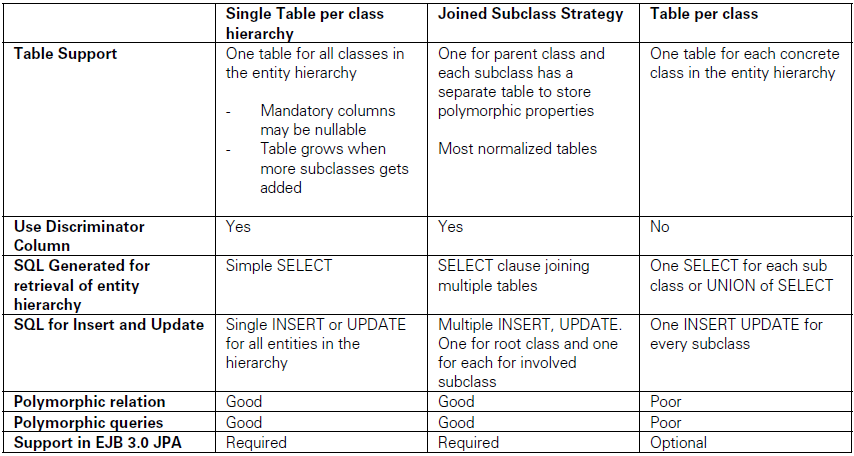 Single Table per class
hierarchy
Joined Subclass Strategy
Table per class
Table Support
One table for all classes in
the entity hierarchy
- Mandatory columns
may be nullable
- Table grows when
more subclasses gets
added
One for parent class and
each subclass has a
separate table to store
polymorphic properties
Most normalized tables
One table for each concrete
class in the entity hierarchy
Use Discriminator
Column
Yes
Yes
No
SQL Generated for
retrieval of entity
hierarchy
Simple SELECT
SELECT clause joining
multiple tables
One SELECT for each sub
class or UNION of SELECT
SQL for Insert and Update
Single INSERT or UPDATE
for all entities in the
hierarchy
Multiple INSERT, UPDATE.
One for root class and one
for each for involved
subclass
One INSERT UPDATE for
every subclass
Polymorphic relation
Good
Good
Poor
Polymorphic queries
Good
Good
Poor
Support in EJB 3.0 JPA
Required
Required
Optional